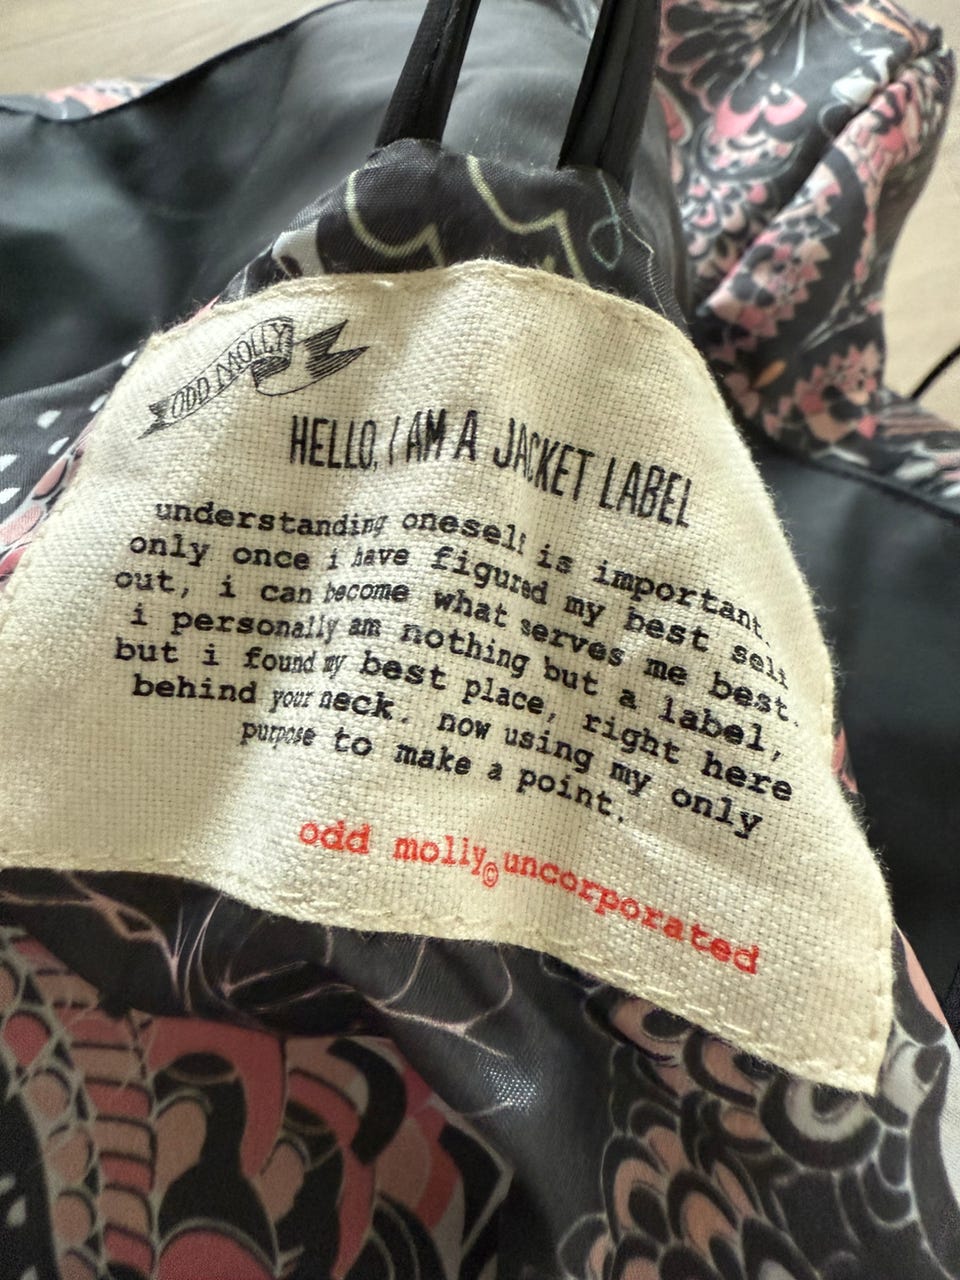 ODD MOLLY
HELLO, I AM A JACKET LABEL
understanding oneself is important.
only once i have figured my best self
out, i can become what serves me best.
i personally am nothing but a label,
but i found my best place, right here
behind your neck. now using my only
purpose to make a point.
odd molly© uncorporated